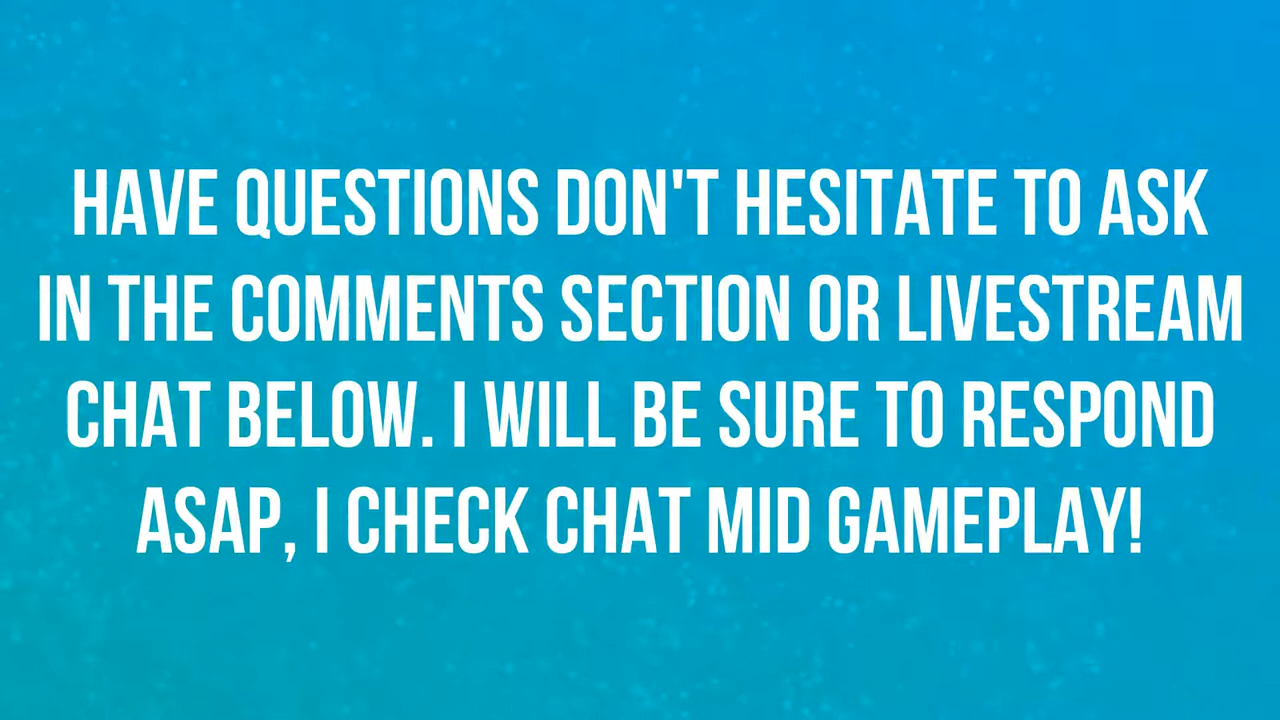 HAVE QUESTIONS DON'T HESITATE TO ASK
IN THE COMMENTS SECTION OR LIVESTREAM
CHAT BELOW. I WILL BE SURE TO RESPOND
ASAP, I CHECK CHAT MID GAMEPLAY!